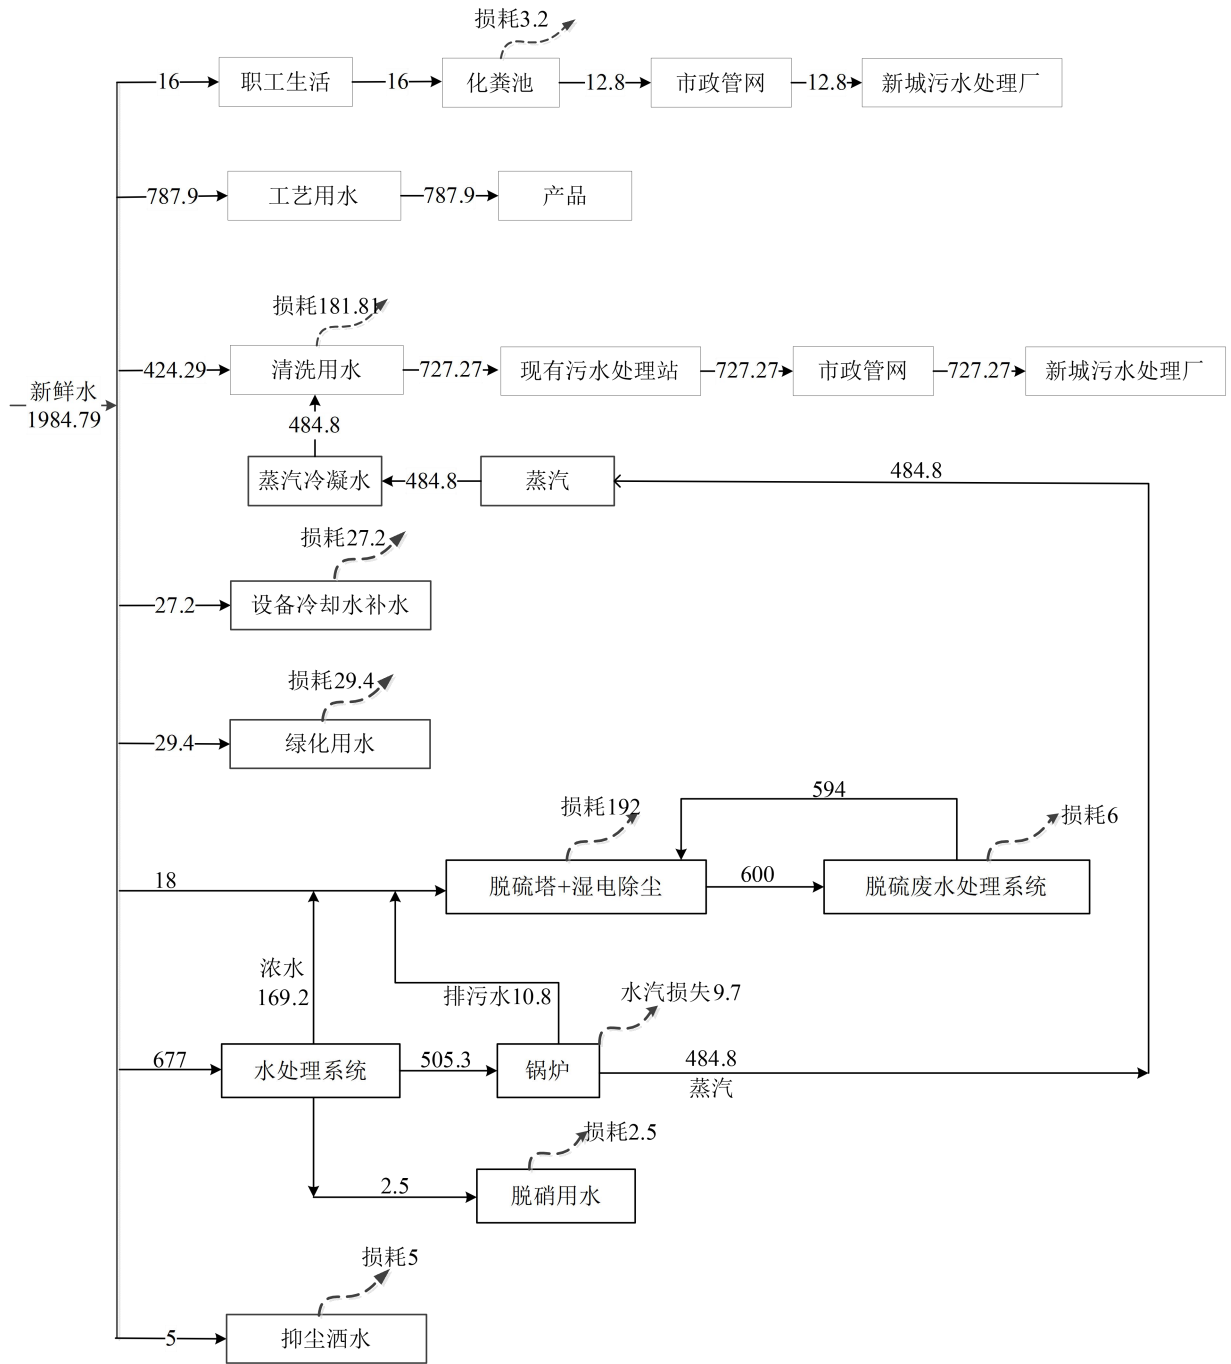 损耗3.2
16
职工生活
16
化粪池
12.8
市政管网
12.8
新城污水处理厂
787.9
工艺用水
787.9
产品
损耗181.81
424.29
清洗用水
727.27
现有污水处理站
727.27
市政管网
727.27
新城污水处理厂
新鲜水
1984.79
484.8
蒸汽冷凝水
484.8
蒸汽
484.8
损耗27.2
27.2
设备冷却水补水
损耗29.4
29.4
绿化用水
594
损耗192
损耗6
18
脱硫塔+湿电除尘
600
脱硫废水处理系统
浓水
169.2
排污水10.8
水汽损失9.7
677
水处理系统
505.3
锅炉
484.8
蒸汽
损耗2.5
2.5
脱硝用水
损耗5
5
抑尘洒水